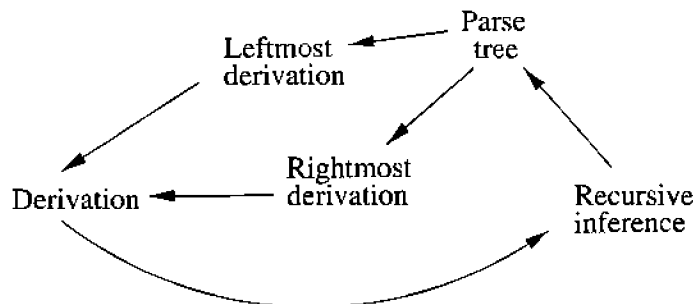 Parse
tree
Leftmost
derivation
Rightmost
derivation
Derivation
Recursive
inference